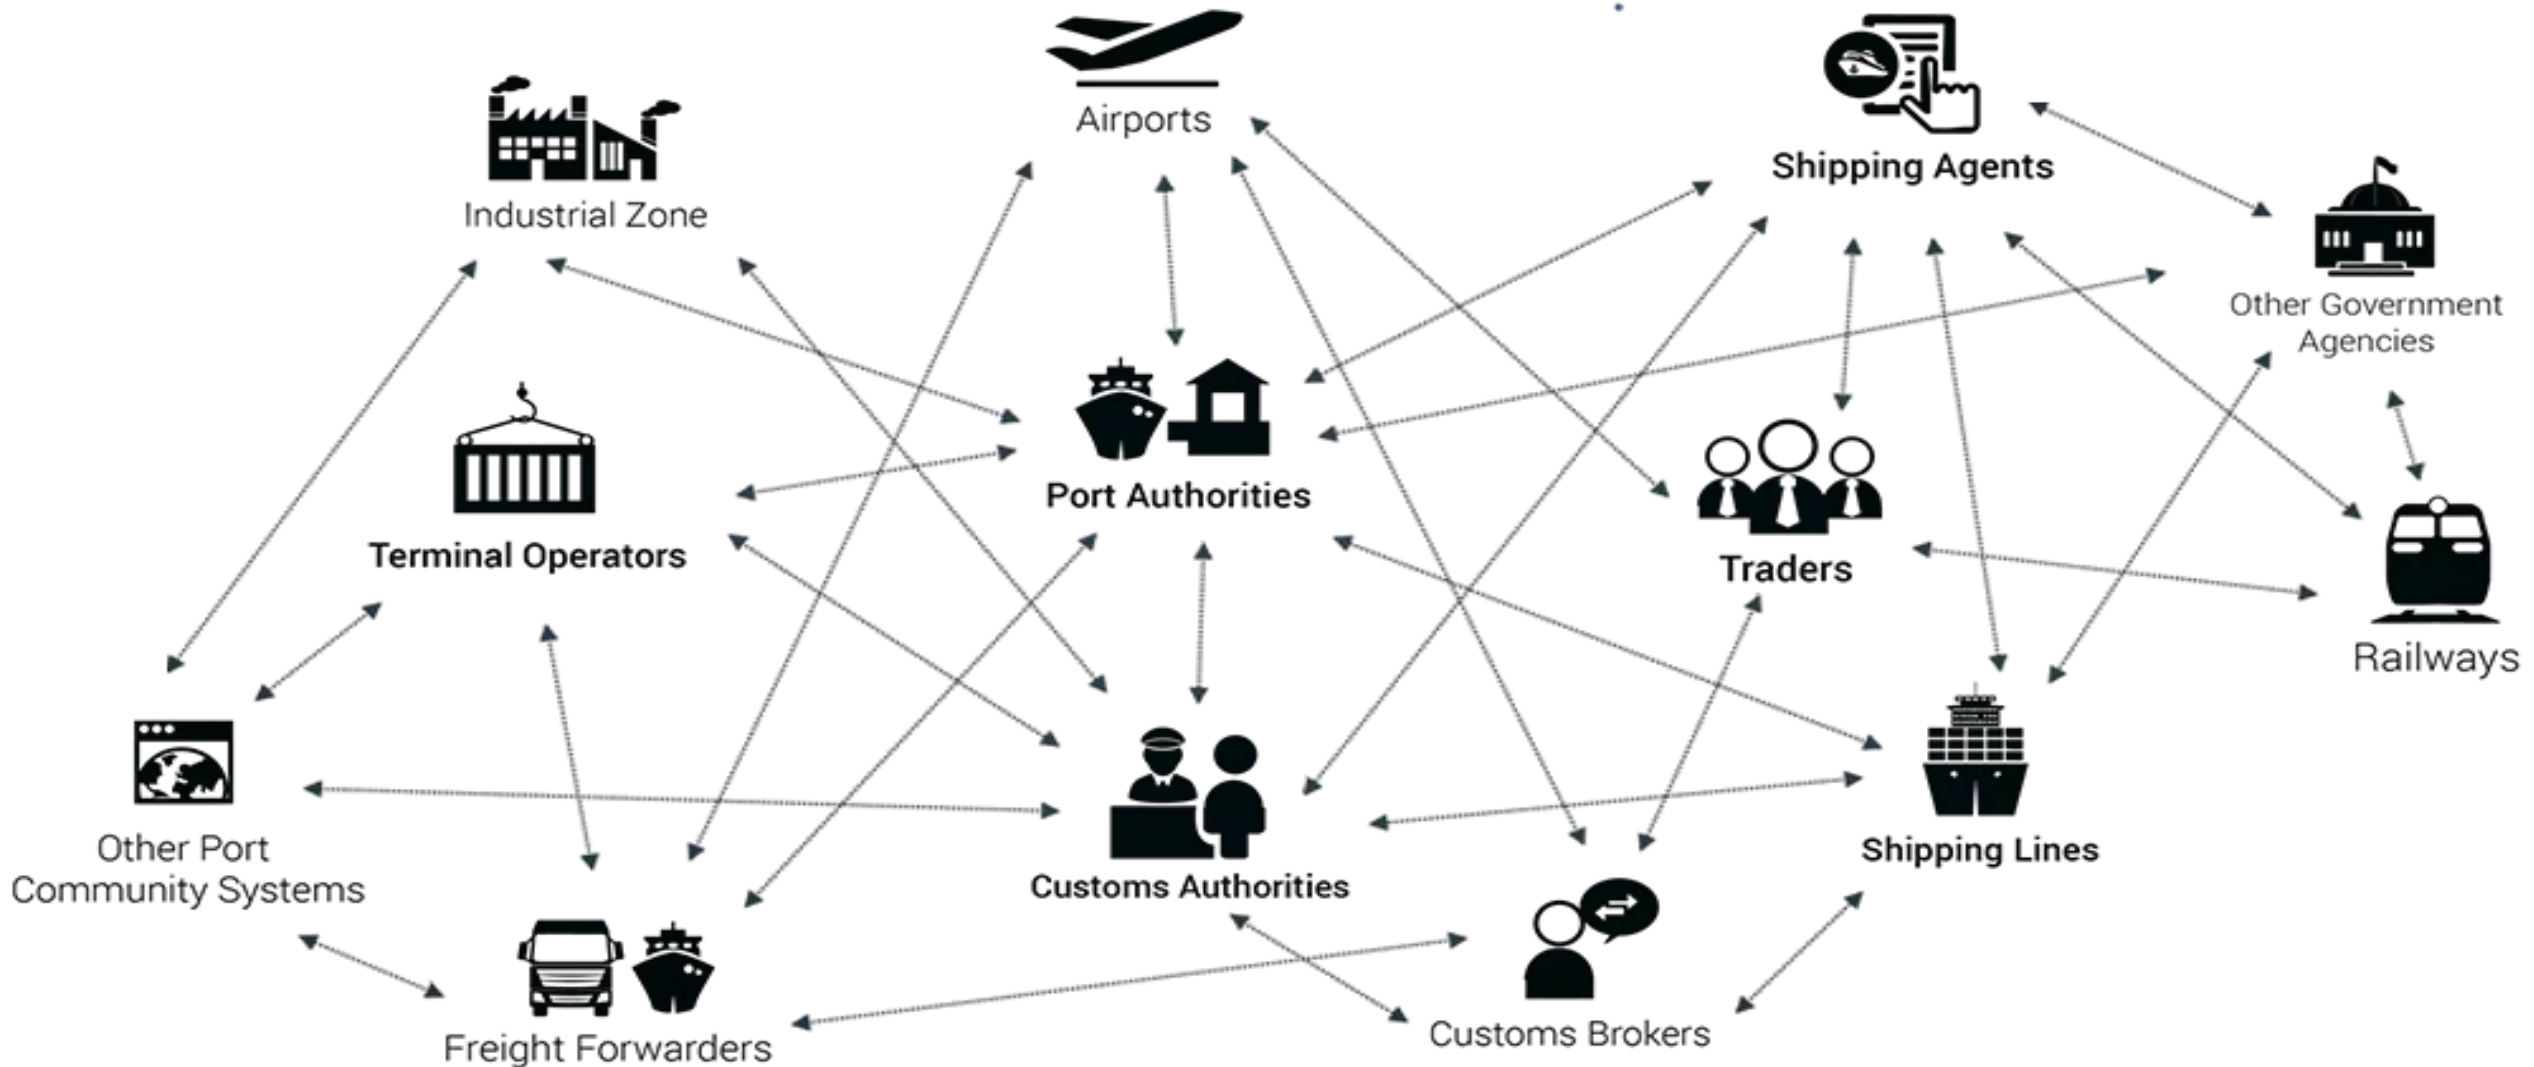 Airports
Shipping Agents
Industrial Zone
Other Government
Agencies
Port Authorities
Terminal Operators
Traders
Railways
Other Port
Community Systems
Customs Authorities
Shipping Lines
Freight Forwarders
Customs Brokers